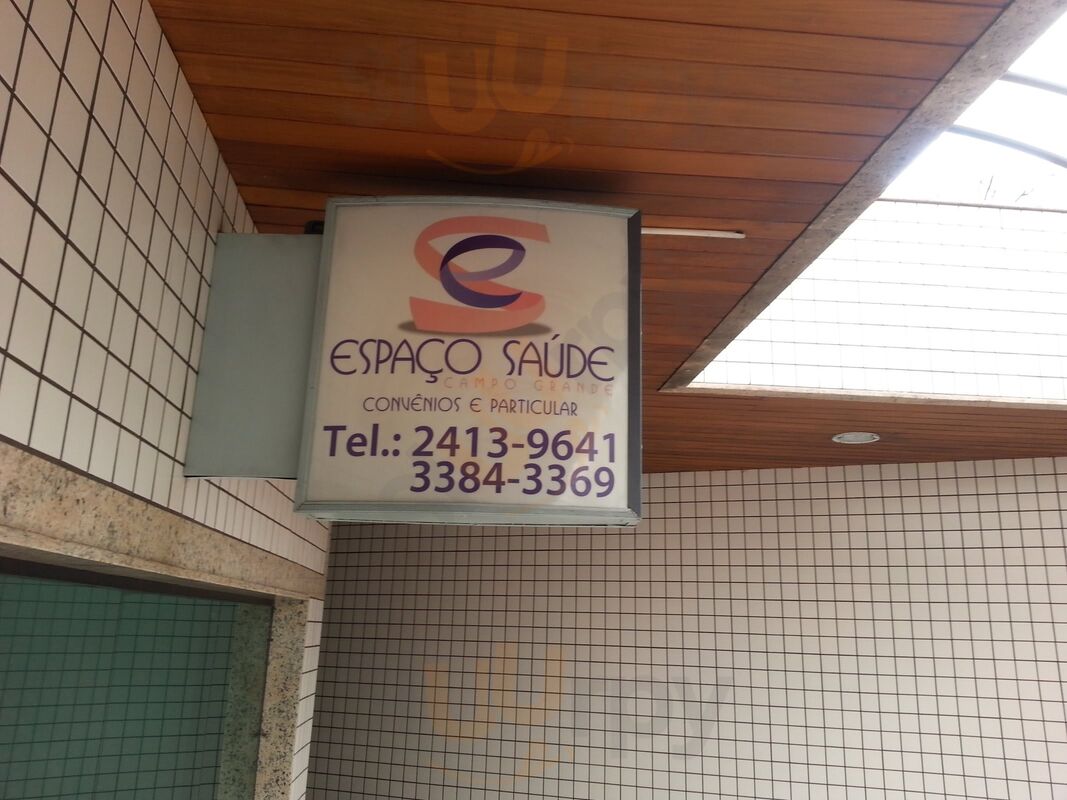 ESPAÇO SAÚDE
CAMPO GRANDE
CONVÊNIOS E PARTICULAR
Tel.: 2413-9641
3384-3369